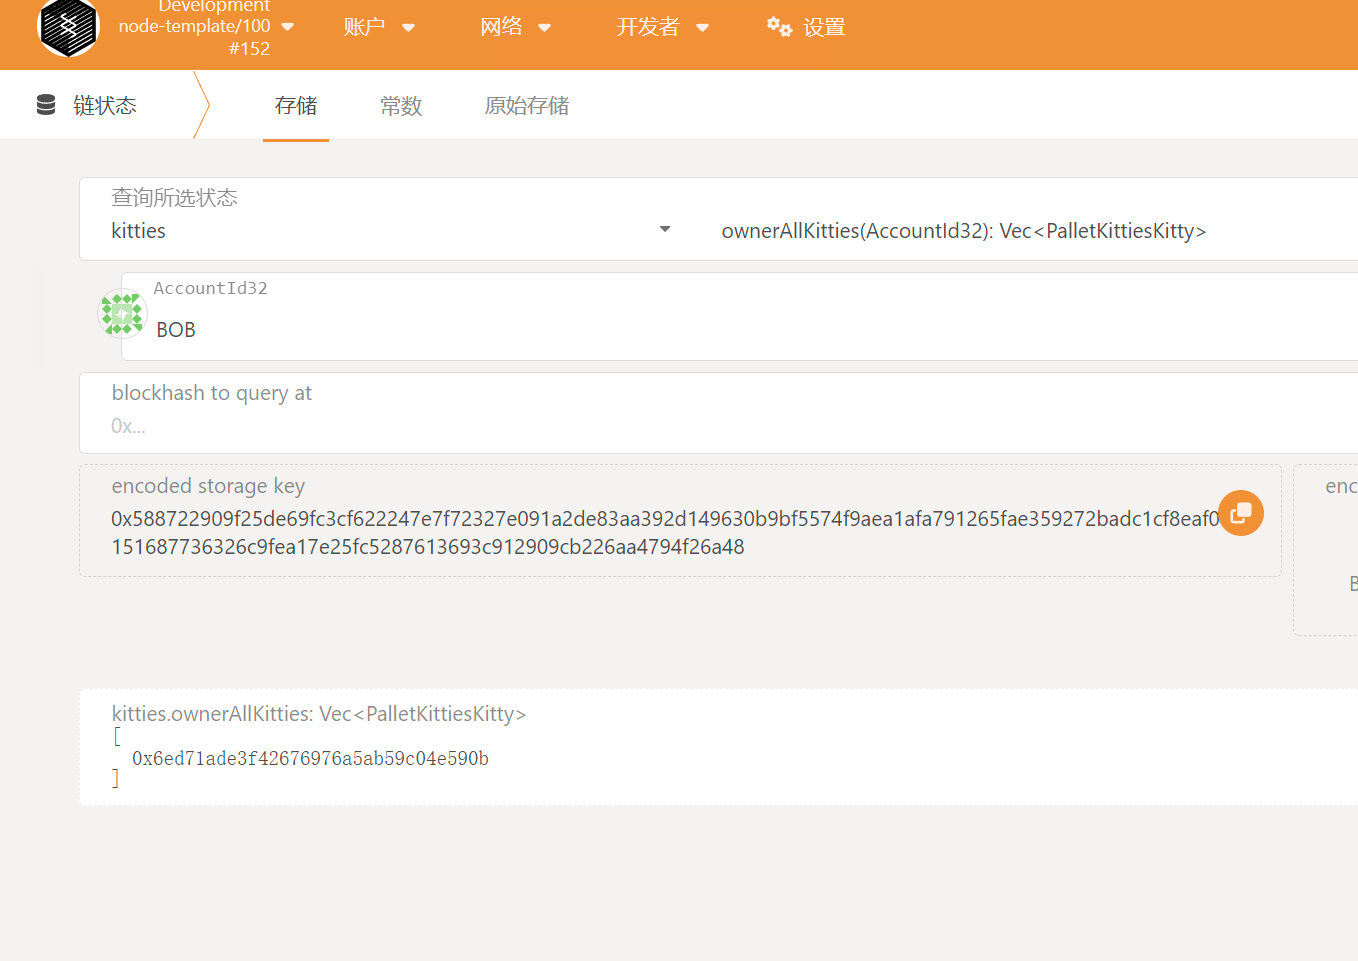 Development
node-template/100
#152
账户
网络
开发者
设置
链状态
存储
常数
原始存储
查询所选状态
kitties
ownerAllKitties(AccountId32): Vec<PalletKittiesKitty>
AccountId32
BOB
blockhash to query at
0x...
encoded storage key
0x588722909f25de69fc3cf622247e7f72327e091a2de83aa392d149630b9bf5574f9aea1afa791265fae359272badc1cf8eaf0
151687736326c9fea17e25fc5287613693c912909cb226aa4794f26a48
enc
B
kitties.ownerAllKitties: Vec<PalletKittiesKitty>
[
0x6ed71ade3f42676976a5ab59c04e590b
]